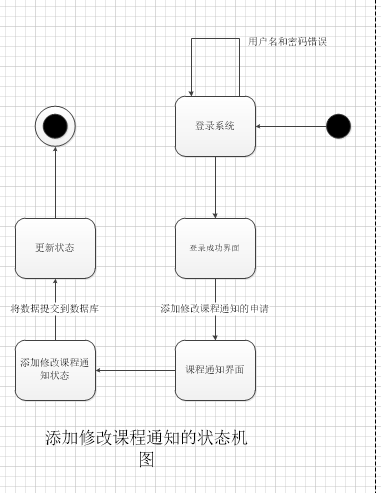 用户名和密码错误
登录系统
更新状态
登录成功界面
将数据提交到数据库
添加修改课程通知的申请
添加修改课程通
知状态
课程通知界面
添加修改课程通知的状态机
图